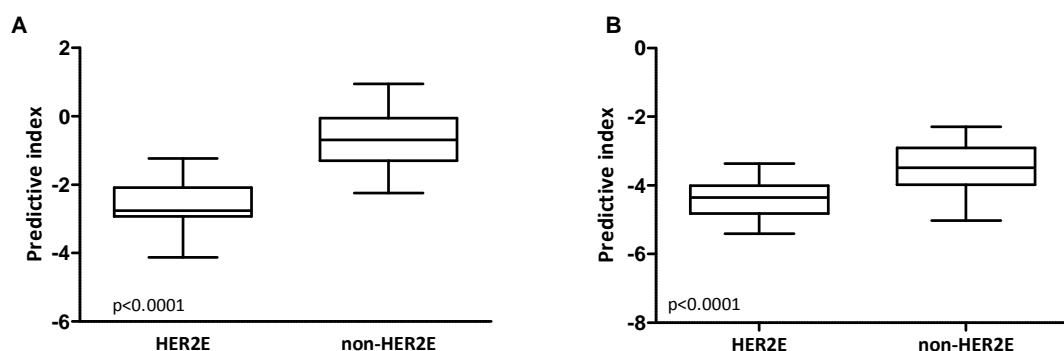 A
Predictive index
2
0
-2
-4
-6
p<0.0001
HER2E
non-HER2E
B
Predictive index
0
-2
-4
-6
-8
p<0.0001
HER2E
non-HER2E